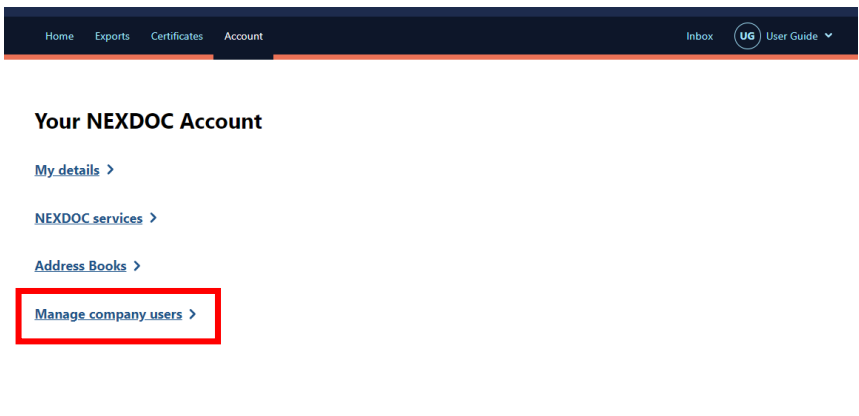 Home Exports Certificates Account Inbox UG User Guide
Your NEXDOC Account
My details
NEXDOC services
Address Books
Manage company users